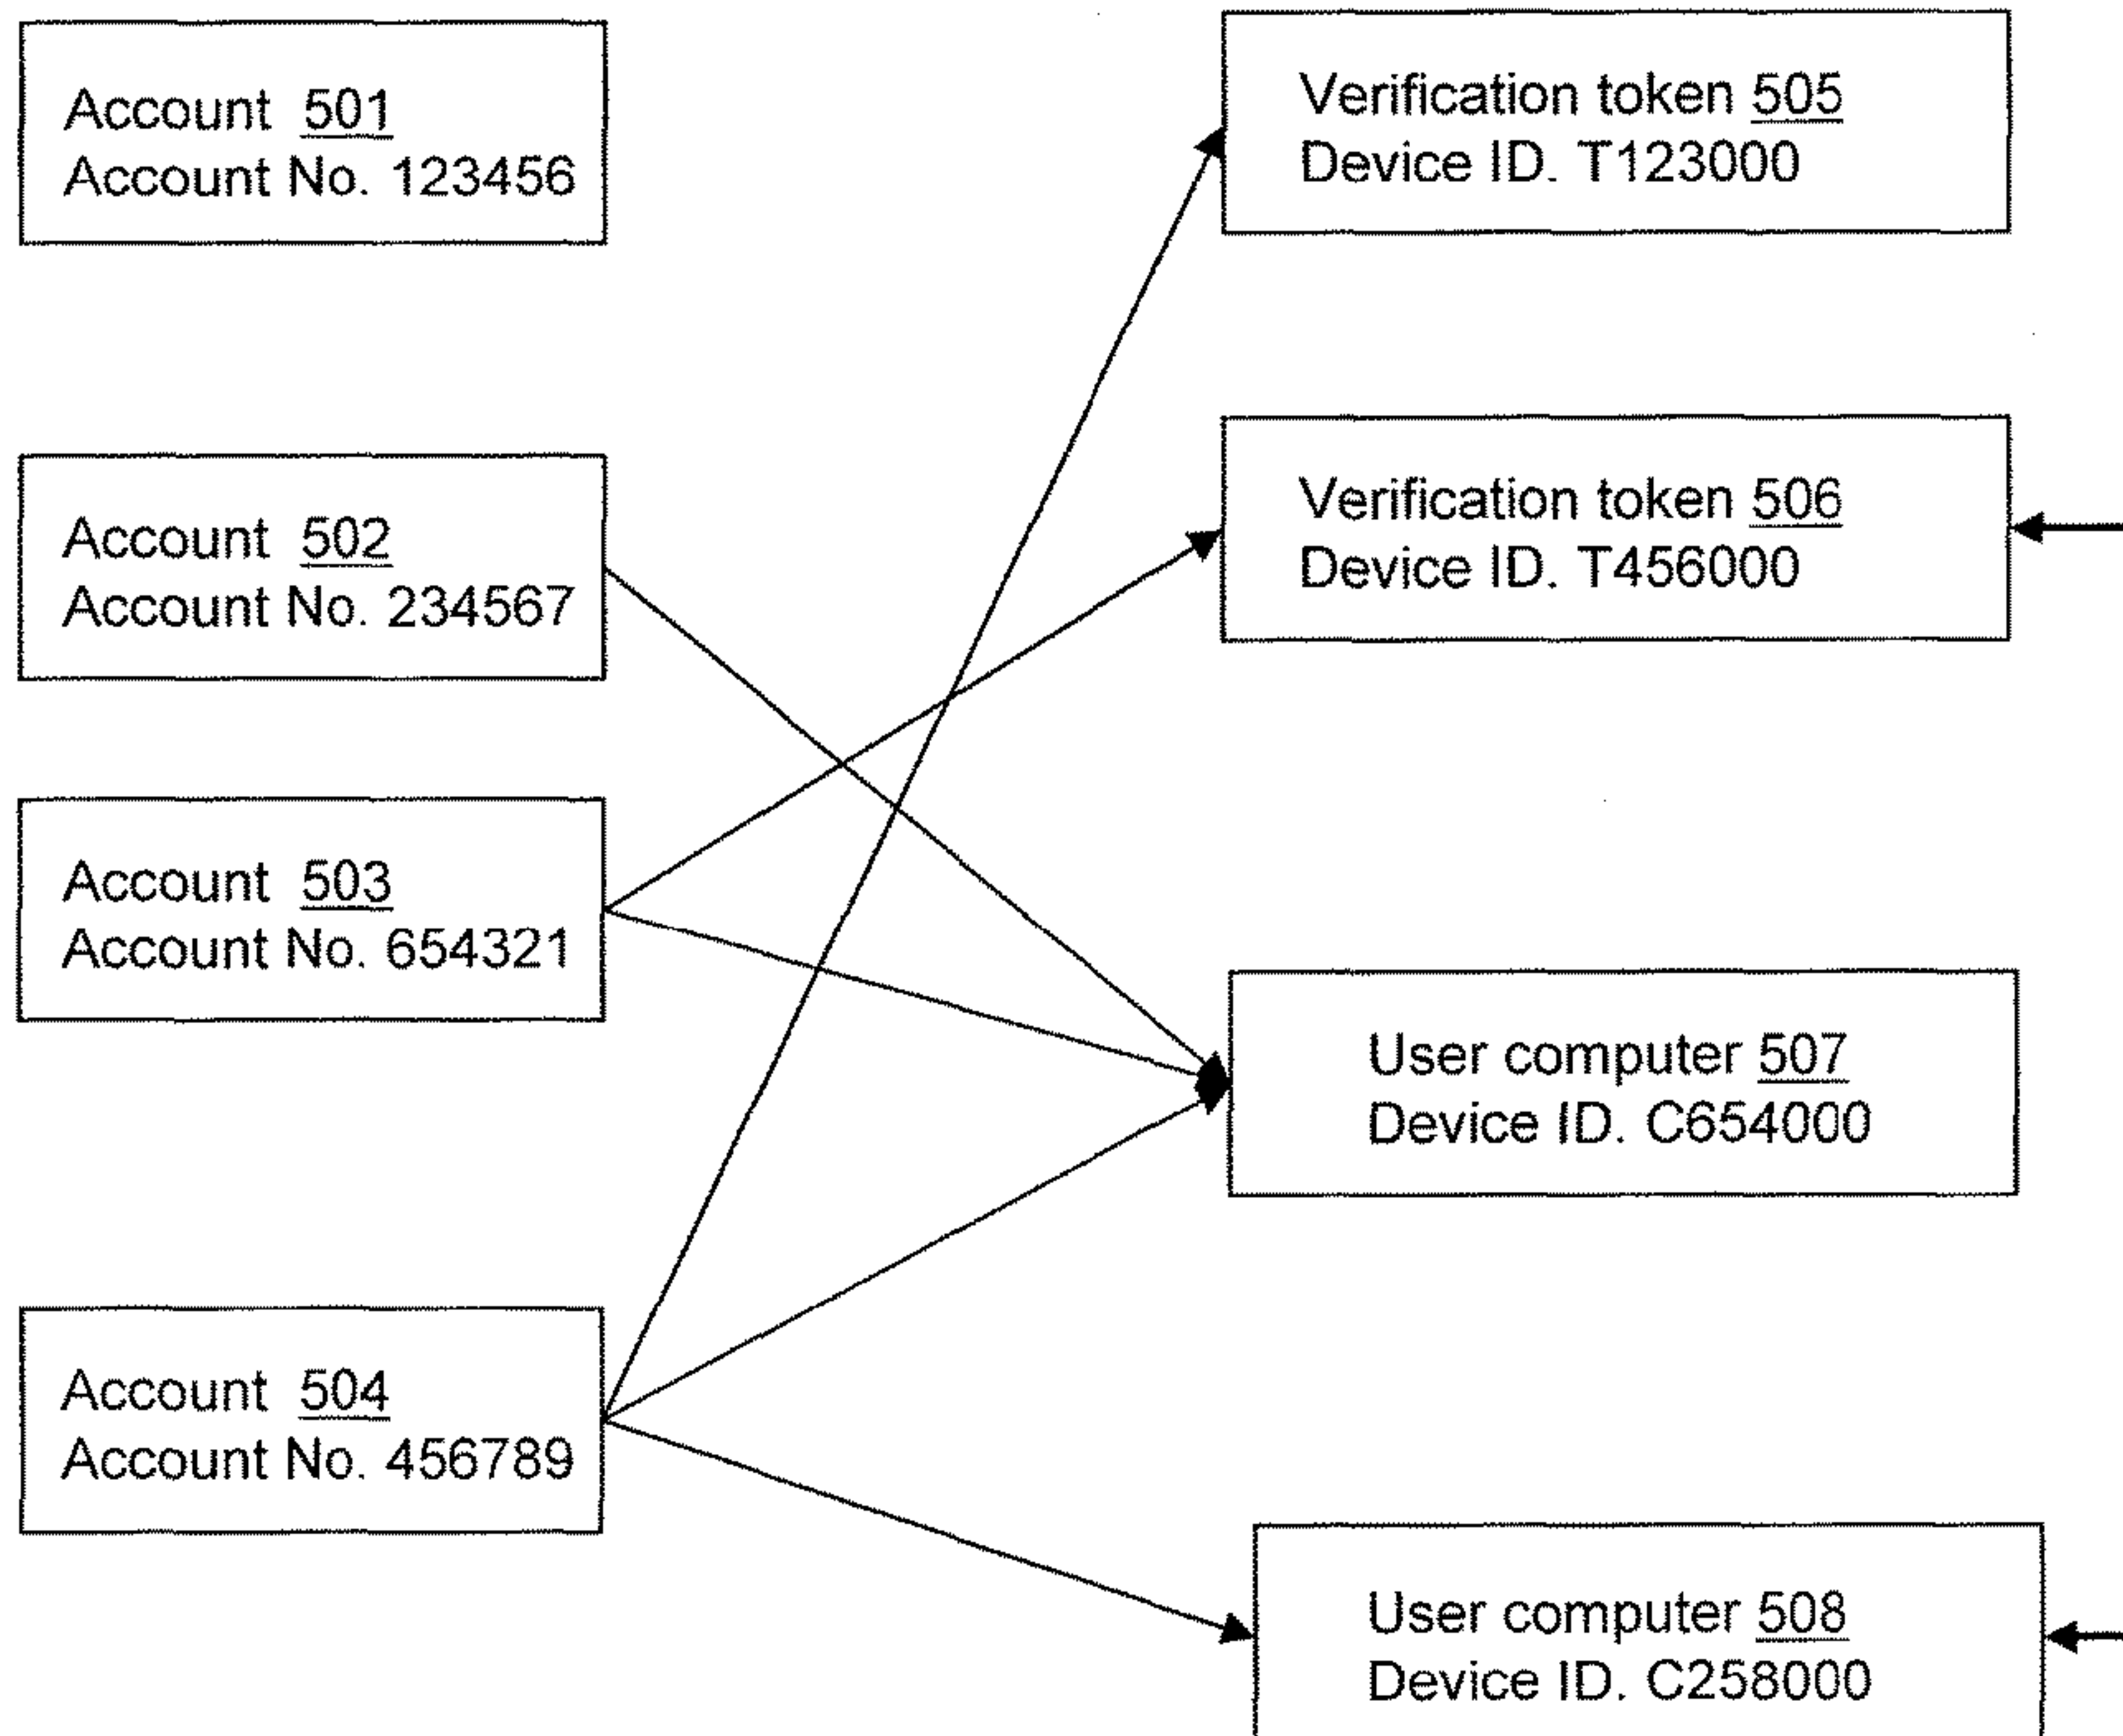 Account 501
Account No. 123456
Verification token 505
Device ID. T123000
Account 502
Account No. 234567
Verification token 506
Device ID. T456000
Account 503
Account No. 654321
User computer 507
Device ID. C654000
Account 504
Account No. 456789
User computer 508
Device ID. C258000